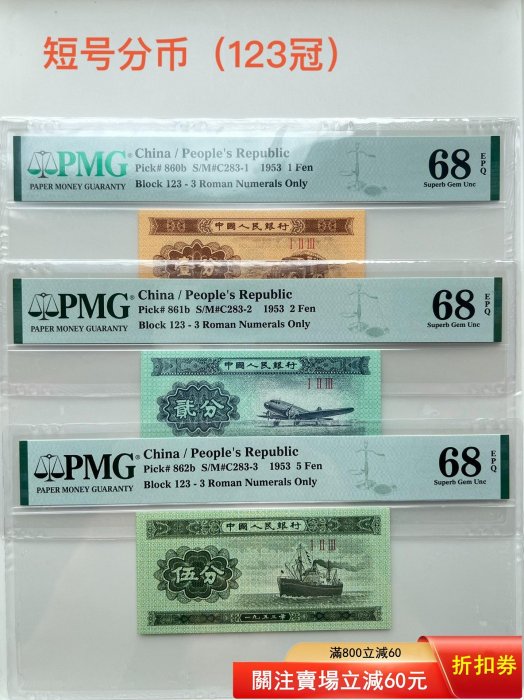 短号分币（123冠）
PMG®
PAPER MONEY GUARANTY
China / People's Republic
Pick# 860b S/M#C283-1 1953 1 Fen
Block 123 - 3 Roman Numerals Only
68 EPQ
Superb Gem Unc
中國人民銀行
I II III
壹分
PMG®
PAPER MONEY GUARANTY
China / People's Republic
Pick# 861b S/M#C283-2 1953 2 Fen
Block 123 - 3 Roman Numerals Only
68 EPQ
Superb Gem Unc
中國人民銀行
I II III
貳分
PMG®
PAPER MONEY GUARANTY
China / People's Republic
Pick# 862b S/M#C283-3 1953 5 Fen
Block 123 - 3 Roman Numerals Only
68 EPQ
Superb Gem Unc
中國人民銀行
I II III
伍分
一九五三年
滿800立減60
關注賣場立減60元
折扣券